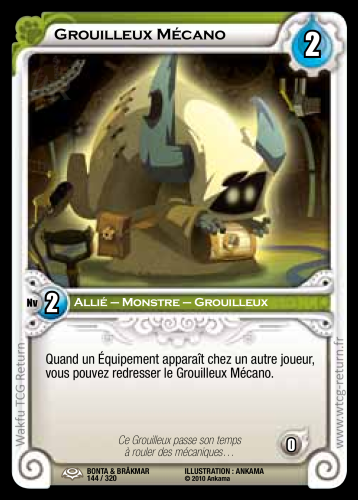 Grouilleux Mécano
2
Nv 2
Allié – Monstre – Grouilleux
Quand un Équipement apparaît chez un autre joueur,
vous pouvez redresser le Grouilleux Mécano.
Wakfu TCG Return
www.wtcg-return.fr
Ce Grouilleux passe son temps
à rouler des mécaniques…
0
BONTA & BRÂKMAR
144 / 320
ILLUSTRATION : ANKAMA
© 2010 Ankama